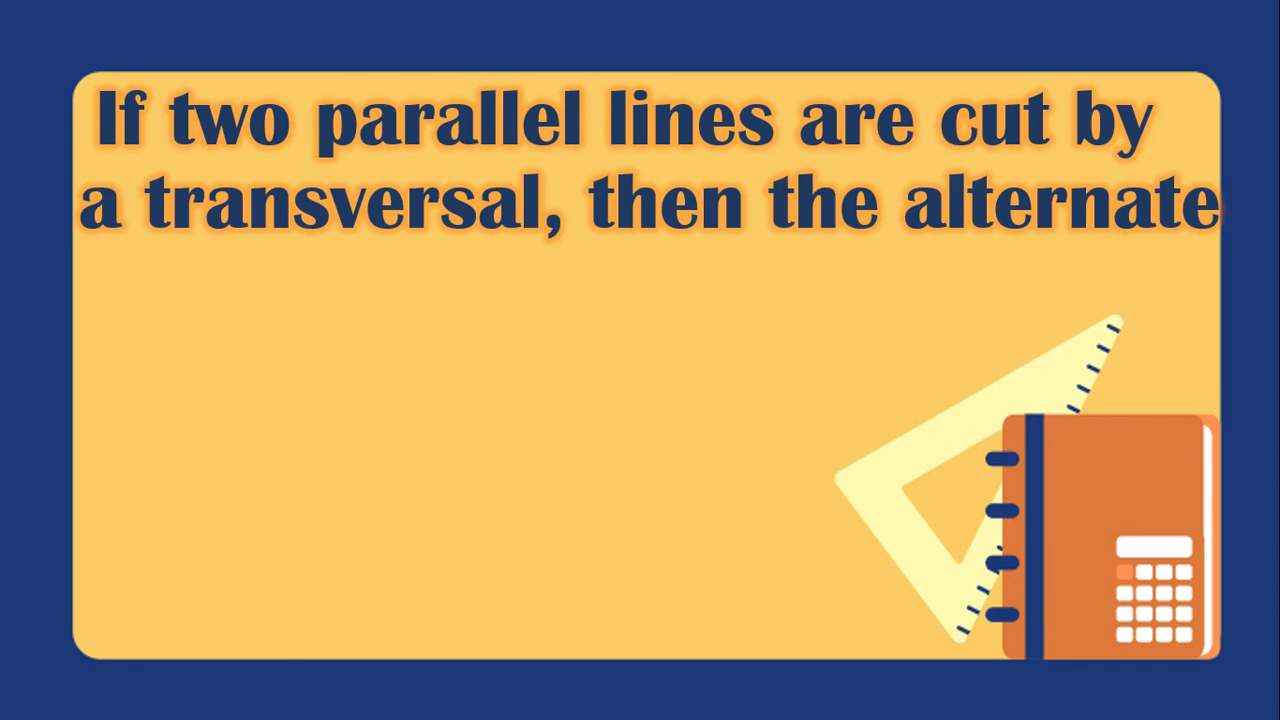 If two parallel lines are cut by
a transversal, then the alternate